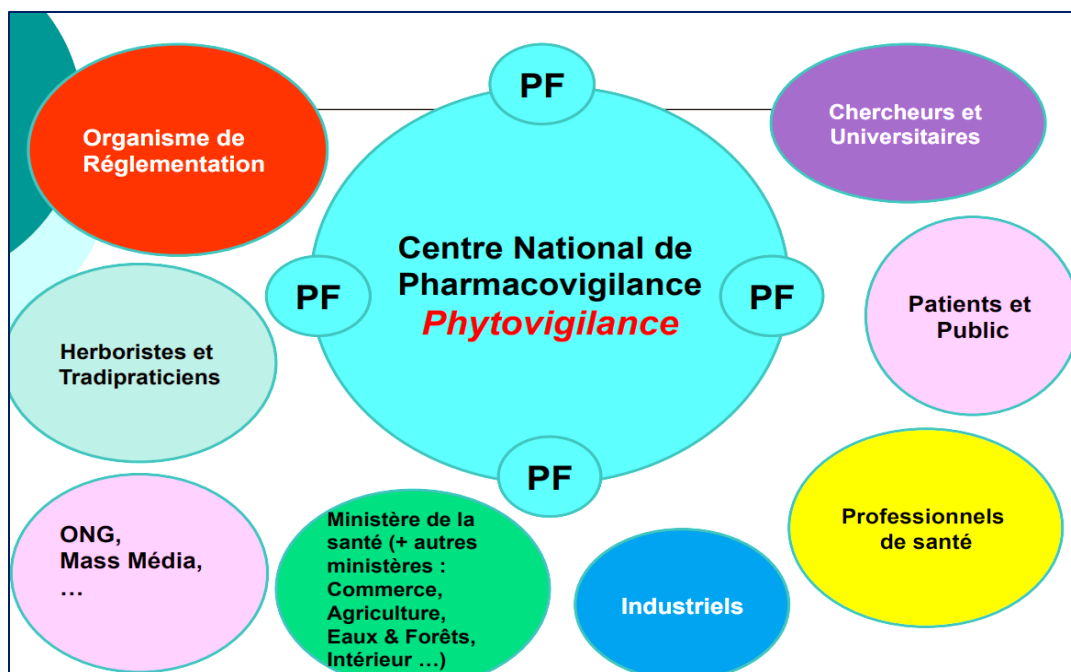 PF
Organisme de
Réglementation
Chercheurs et
Universitaires
Centre National de
Pharmacovigilance
Phytovigilance
PF
PF
Patients et
Public
Herboristes et
Tradipraticiens
PF
ONG,
Mass Média,
...
Ministère de la
santé (+ autres
ministères :
Commerce,
Agriculture,
Eaux & Forêts,
Intérieur ...)
Industriels
Professionnels
de santé